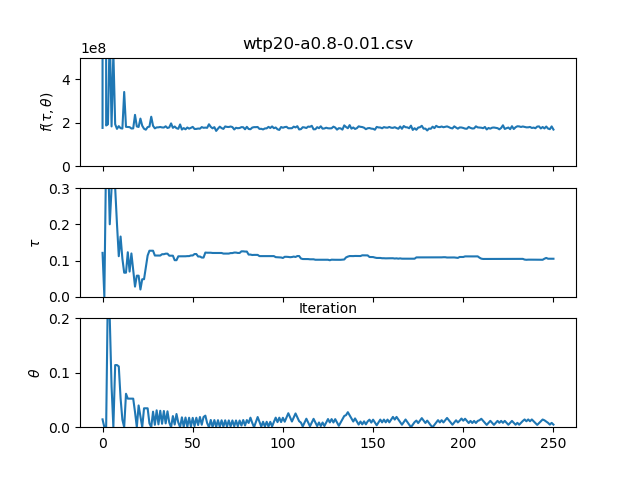 wtp20-a0.8-0.01.csv
1e8
4
2
0
f(τ, θ)
0.3
0.2
0.1
0.0
τ
Iteration
0.2
0.1
0.0
θ
0 50 100 150 200 250